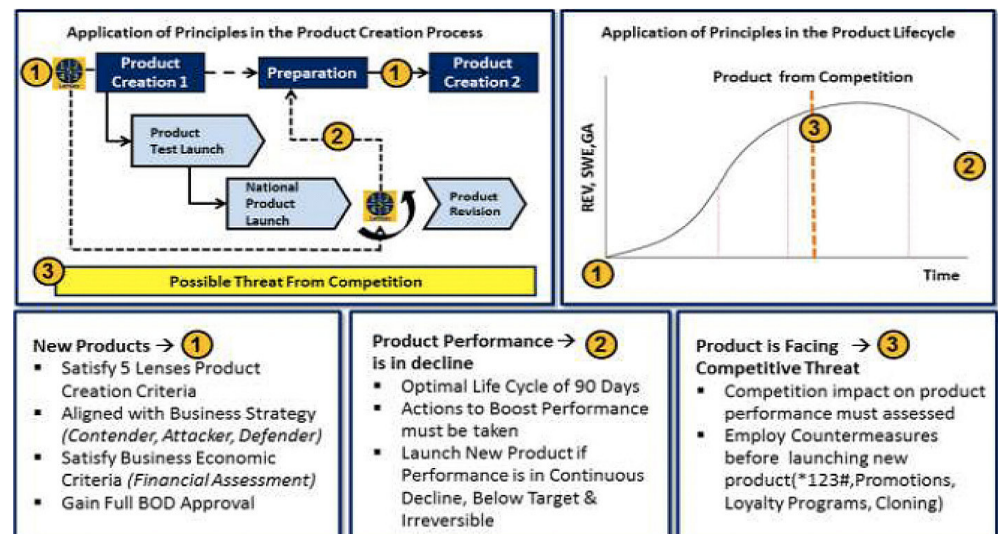 Application of Principles in the Product Creation Process
1
Lenses
Product
Creation 1
Preparation
1
Product
Creation 2
Product
Test Launch
2
National
Product
Launch
Lenses
Product
Revision
3
Possible Threat From Competition
Application of Principles in the Product Lifecycle
Product from Competition
3
2
REV, SWE,GA
1
Time
New Products → 1
▪ Satisfy 5 Lenses Product
Creation Criteria
▪ Aligned with Business Strategy
(Contender, Attacker, Defender)
▪ Satisfy Business Economic
Criteria (Financial Assessment)
▪ Gain Full BOD Approval
Product Performance → 2
is in decline
▪ Optimal Life Cycle of 90 Days
▪ Actions to Boost Performance
must be taken
▪ Launch New Product if
Performance is in Continuous
Decline, Below Target &
Irreversible
Product is Facing → 3
Competitive Threat
▪ Competition impact on product
performance must assessed
▪ Employ Countermeasures
before launching new
product(*123#,Promotions,
Loyalty Programs, Cloning)